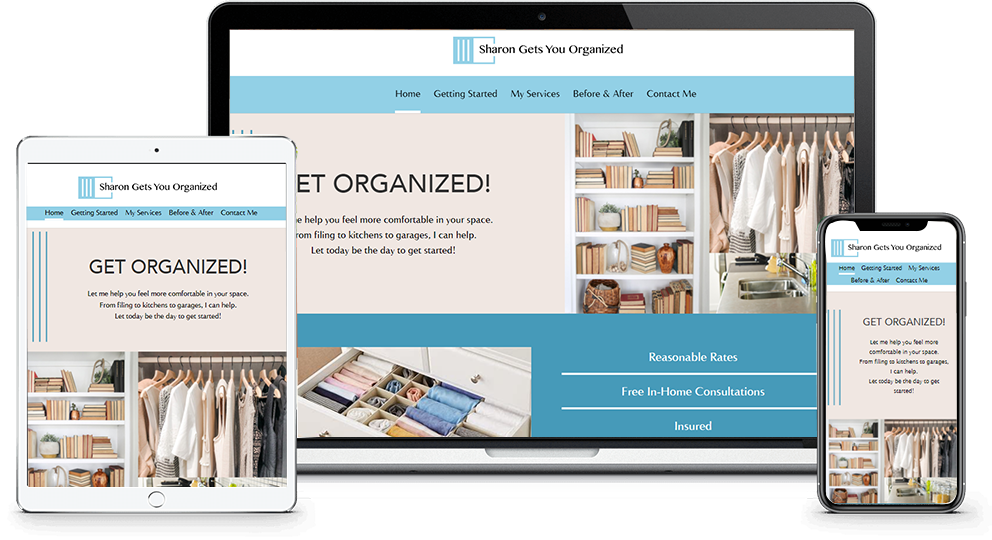 Sharon Gets You Organized
Home Getting Started My Services Before & After Contact Me
ET ORGANIZED!
me help you feel more comfortable in your space.
rom filing to kitchens to garages, I can help.
Let today be the day to get started!
Reasonable Rates
Free In-Home Consultations
Insured
Sharon Gets You Organized
Home Getting Started My Services Before & After Contact Me
GET ORGANIZED!
Let me help you feel more comfortable in your space.
From filing to kitchens to garages, I can help.
Let today be the day to get started!
Sharon Gets You Organized
Home Getting Started My Services
Before & After Contact Me
GET ORGANIZED!
Let me help you feel more
comfortable in your space.
From filing to kitchens to garages,
I can help.
Let today be the day to get
started!